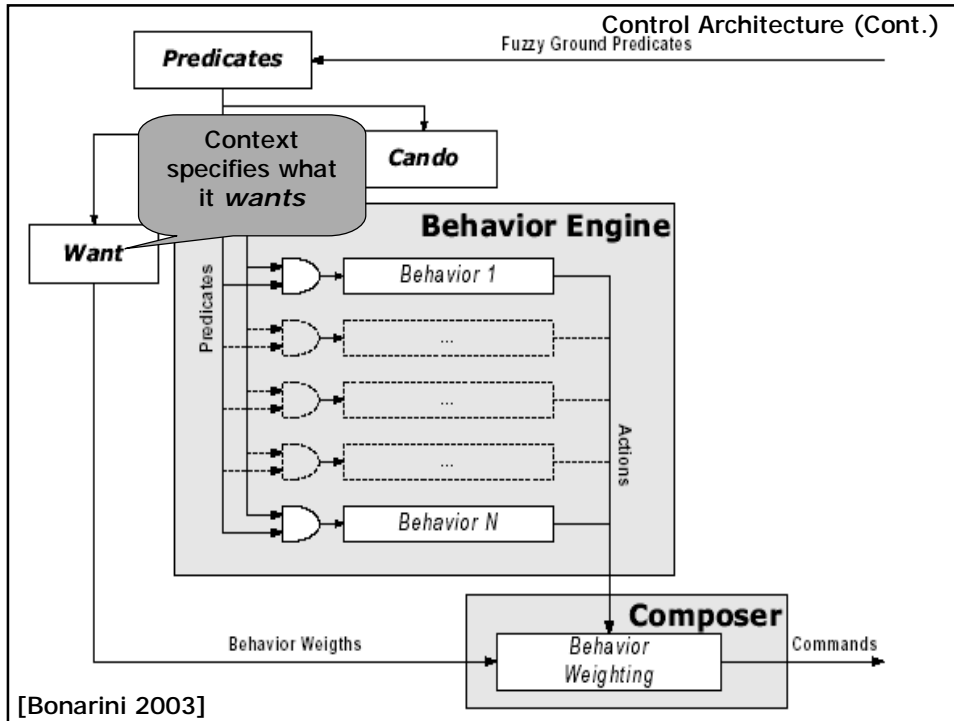 Control Architecture (Cont.)
Fuzzy Ground Predicates
Predicates
Context
specifies what
it wants
Cando
Want
Behavior Engine
Predicates
Behavior 1
...
...
...
Behavior N
Actions
Composer
Behavior Weigths
Behavior
Weighting
Commands
[Bonarini 2003]